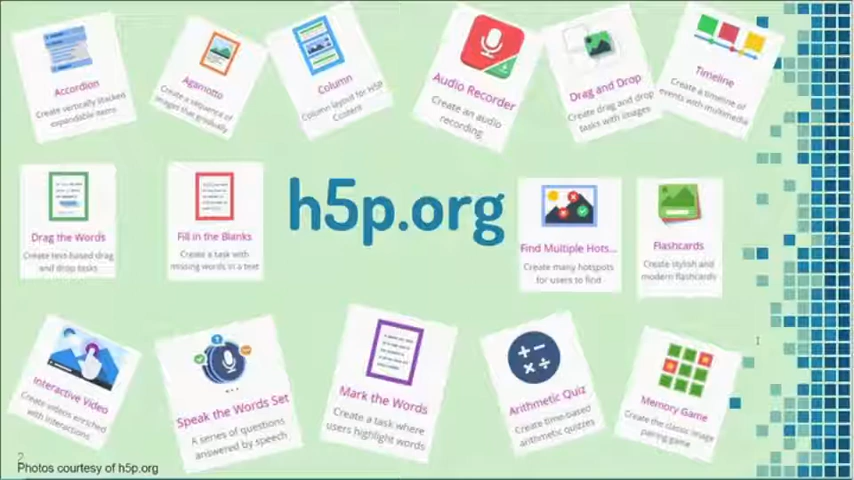 Accordion
Create vertically stacked
expandable items
Agamotto
Create a sequence of
images that gradually
Column
Column layout for H5P
Content
Audio Recorder
Create an audio
recording
Drag and Drop
Create drag and drop
tasks with images
Timeline
Create a timeline of
events with multimedia
Drag the Words
Create text-based drag
and drop tasks
Fill in the Blanks
Create a task with
missing words in a text
h5p.org
Find Multiple Hots...
Create many hotspots
for users to find
Flashcards
Create stylish and
modern flashcards
Interactive Video
Create videos enriched
with interactions
Speak the Words Set
A series of questions
answered by speech
Mark the Words
Create a task where
users highlight words
Arithmetic Quiz
Create time-based
arithmetic quizzes
Memory Game
Create the classic image
pairing game
2
Photos courtesy of h5p.org